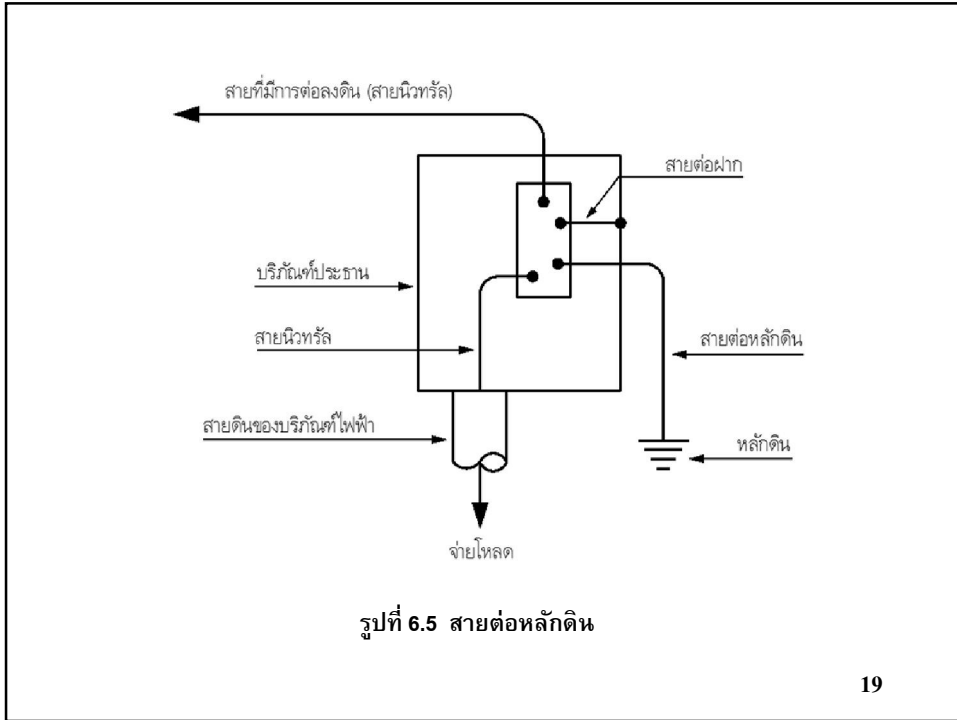 สายที่มีการต่อลงดิน (สายนิวทรัล)
สายต่อฝาก
บริภัณฑ์ประธาน
สายนิวทรัล
สายต่อหลักดิน
สายดินของบริภัณฑ์ไฟฟ้า
หลักดิน
จ่ายโหลด
รูปที่ 6.5 สายต่อหลักดิน
19